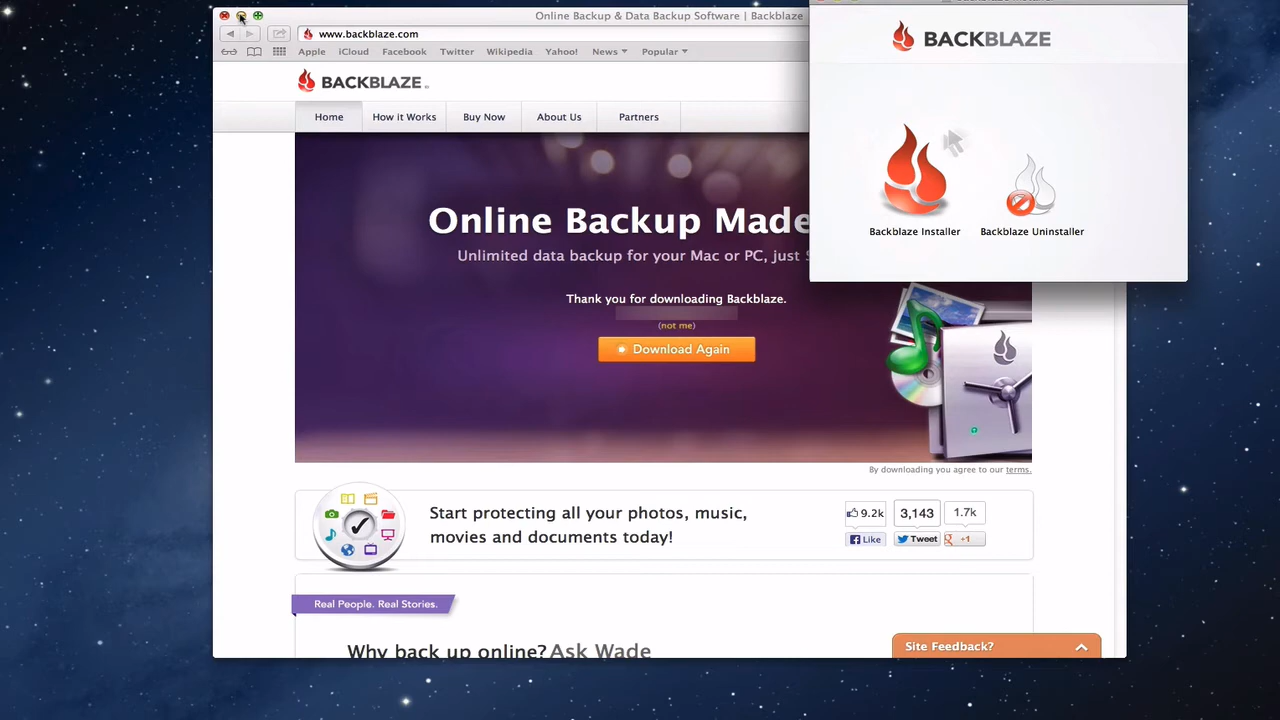 Online Backup & Data Backup Software | Backblaze
www.backblaze.com
Apple iCloud Facebook Twitter Wikipedia Yahoo! News Popular
BACKBLAZE
Home How it Works Buy Now About Us Partners
Online Backup Made
Unlimited data backup for your Mac or PC, just
Thank you for downloading Backblaze.
(not me)
Download Again
By downloading you agree to our terms.
Start protecting all your photos, music,
movies and documents today!
9.2k 3,143 1.7k
Like Tweet +1
Real People. Real Stories.
Why back up online? Ask Wade
Site Feedback?
BACKBLAZE
Backblaze Installer Backblaze Uninstaller